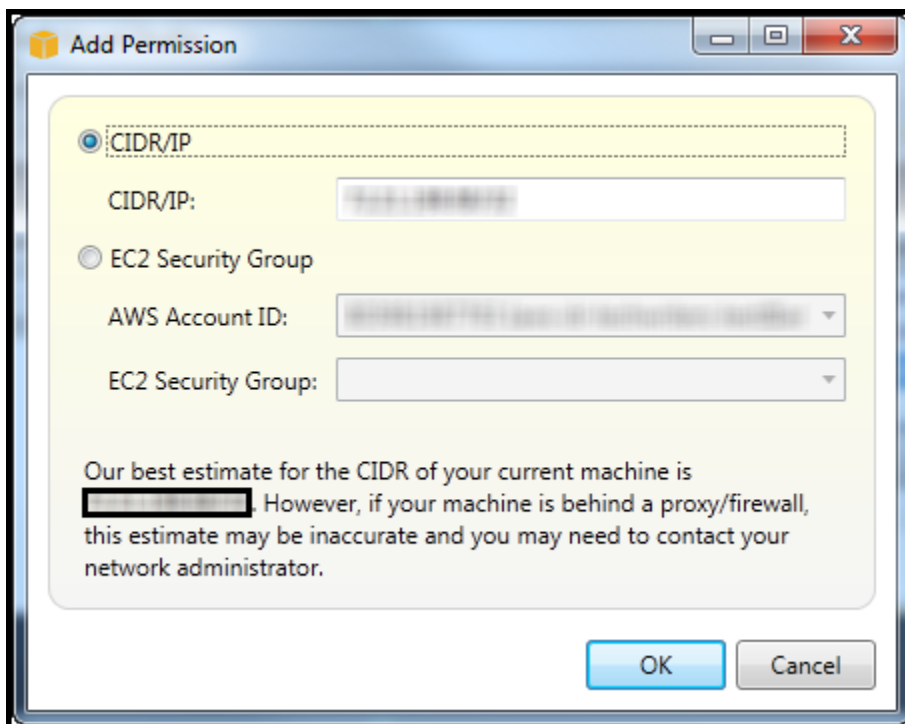 Add Permission
CIDR/IP
CIDR/IP:
EC2 Security Group
AWS Account ID:
EC2 Security Group:
Our best estimate for the CIDR of your current machine is
. However, if your machine is behind a proxy/firewall,
this estimate may be inaccurate and you may need to contact your
network administrator.
OK
Cancel